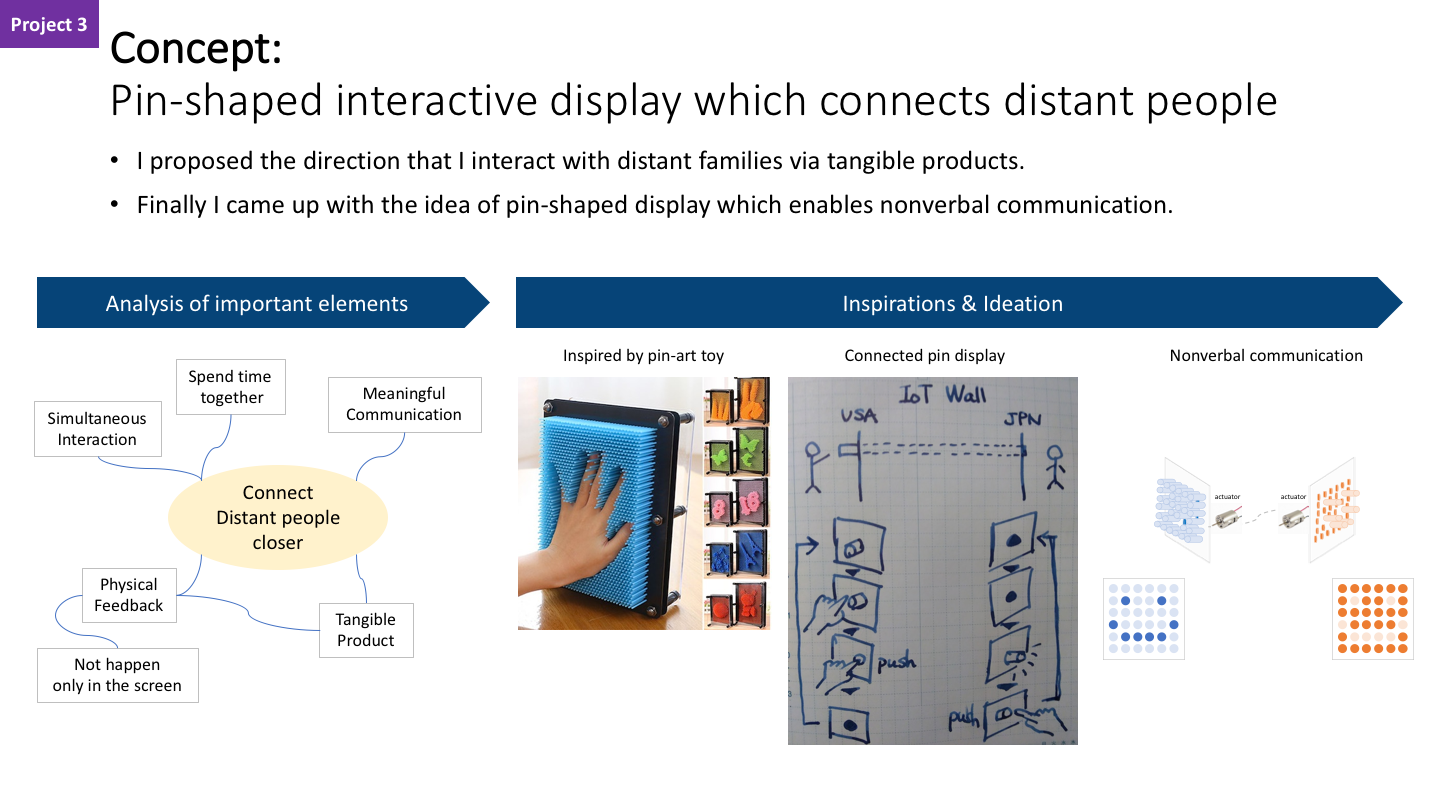 Project 3
Concept:
Pin-shaped interactive display which connects distant people
• I proposed the direction that I interact with distant families via tangible products.
• Finally I came up with the idea of pin-shaped display which enables nonverbal communication.
Analysis of important elements
Spend time
together
Meaningful
Communication
Simultaneous
Interaction
Connect
Distant people
closer
Physical
Feedback
Tangible
Product
Not happen
only in the screen
Inspirations & Ideation
Inspired by pin-art toy
Connected pin display
Nonverbal communication
IoT Wall
USA
JPN
push
push
actuator
actuator